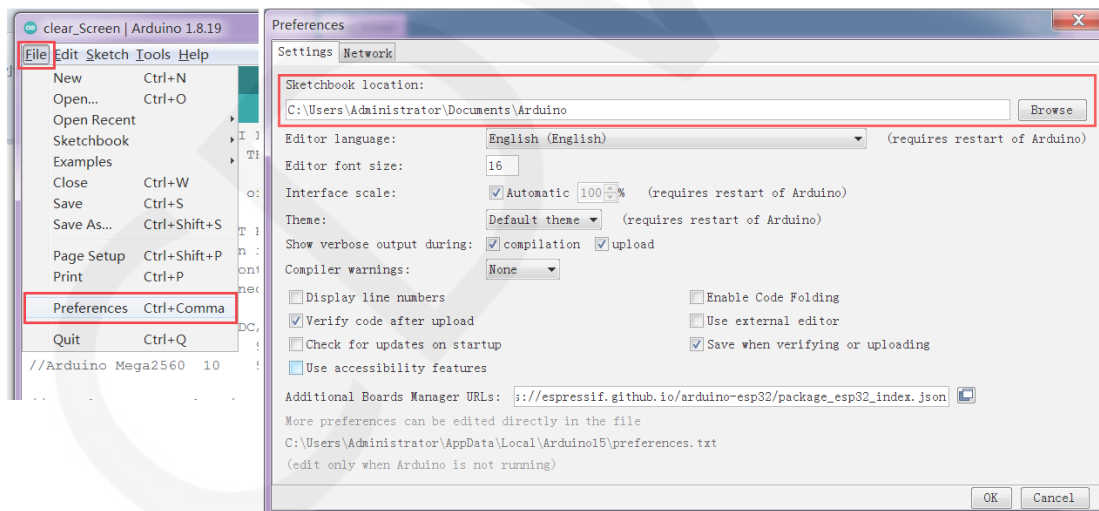 clear_Screen | Arduino 1.8.19
File Edit Sketch Tools Help
New Ctrl+N
Open... Ctrl+O
Open Recent
Sketchbook
Examples
Close Ctrl+W
Save Ctrl+S
Save As... Ctrl+Shift+S
Page Setup Ctrl+Shift+P
Print Ctrl+P
Preferences Ctrl+Comma
Quit Ctrl+Q
//Arduino Mega2560 10
Preferences
Settings Network
Sketchbook location:
C:\Users\Administrator\Documents\Arduino Browse
Editor language: English (English) (requires restart of Arduino)
Editor font size: 16
Interface scale: Automatic 100 % (requires restart of Arduino)
Theme: Default theme (requires restart of Arduino)
Show verbose output during: compilation upload
Compiler warnings: None
Display line numbers Enable Code Folding
Verify code after upload Use external editor
Check for updates on startup Save when verifying or uploading
Use accessibility features
Additional Boards Manager URLs: s://espressif.github.io/arduino-esp32/package_esp32_index.json
More preferences can be edited directly in the file
C:\Users\Administrator\AppData\Local\Arduino15\preferences.txt
(edit only when Arduino is not running)
OK Cancel